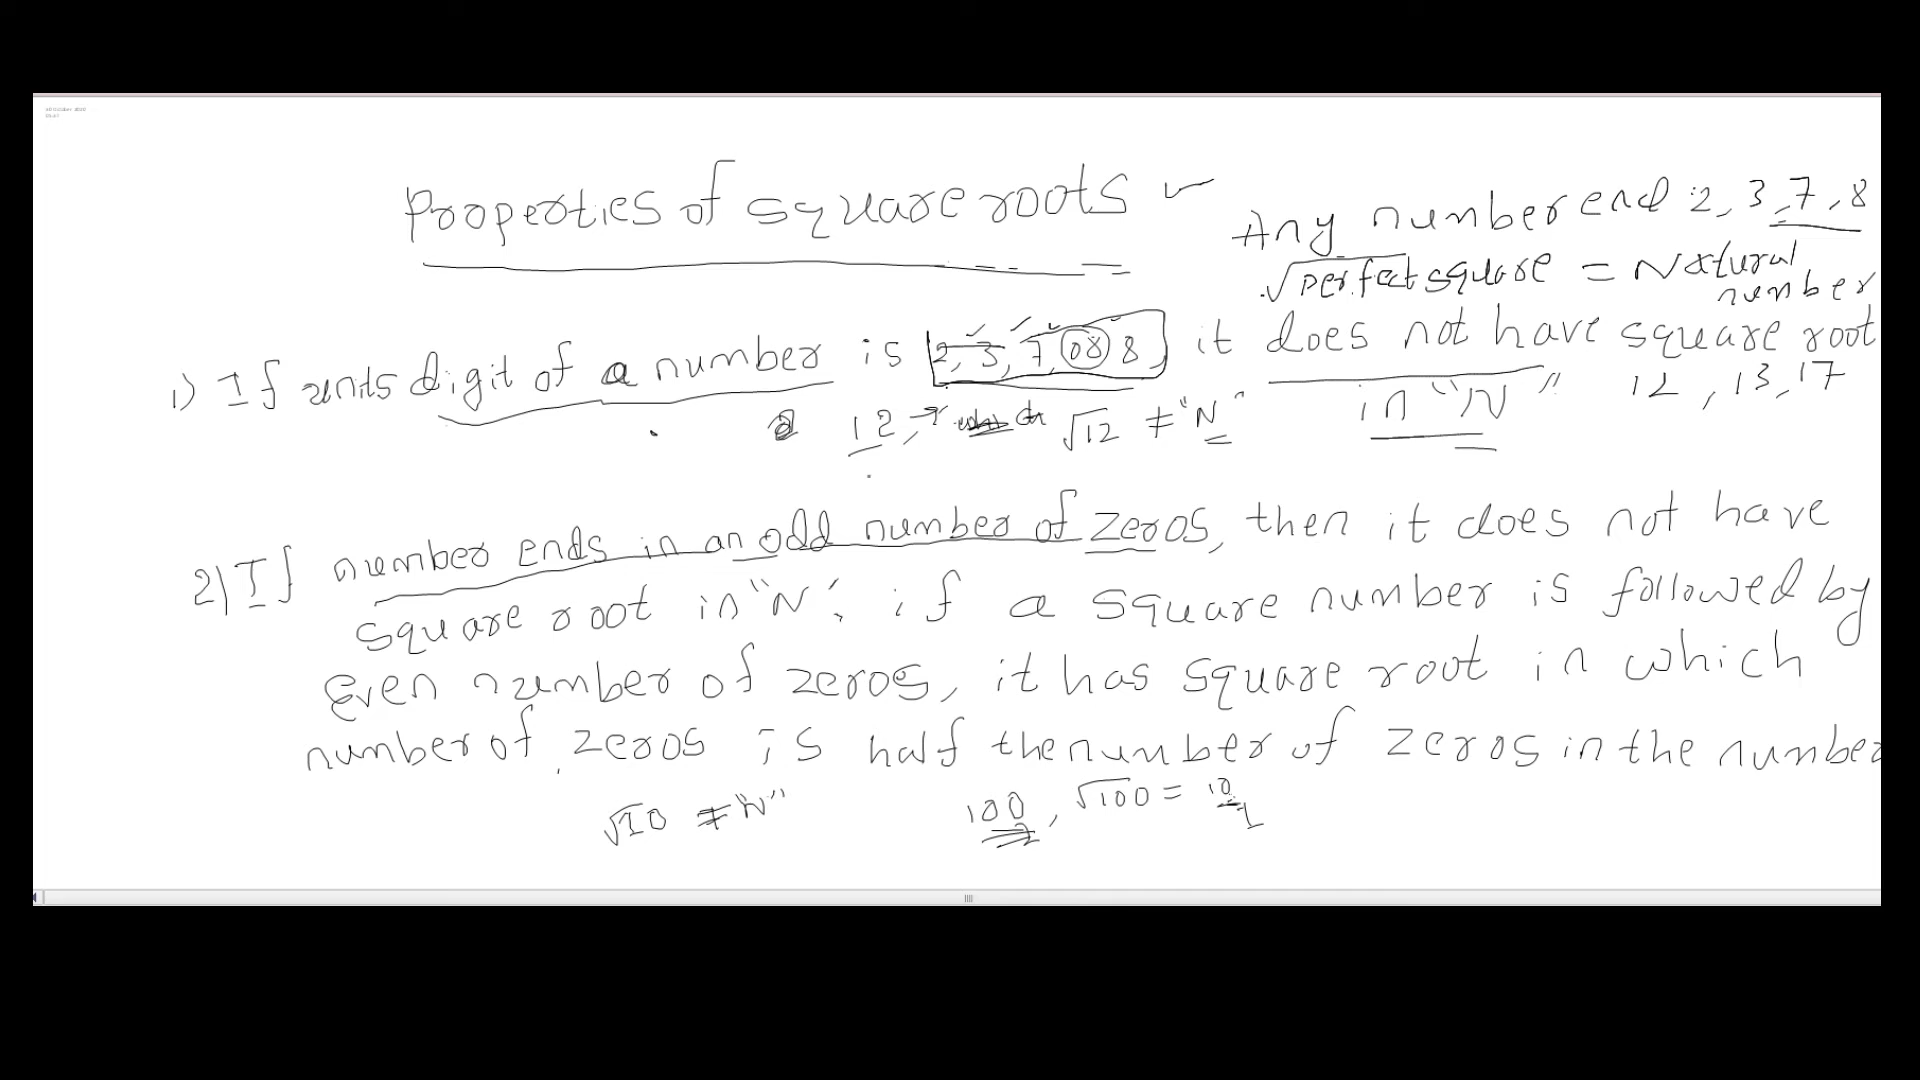 Properties of square roots
Any number end 2, 3, 7, 8
√perfect square = Natural
number
1) If units digit of a number is 2, 3, 7, 08 8, it does not have square root
in "N"
12, 13, 17
12, √12 ≠ "N"
2) If number ends in an odd number of zeros, then it does not have
square root in "N". if a square number is followed by
Even number of zeros, it has square root in which
number of zeros is half the number of zeros in the number
√10 ≠ "N"
100, √100 = 10
2
1